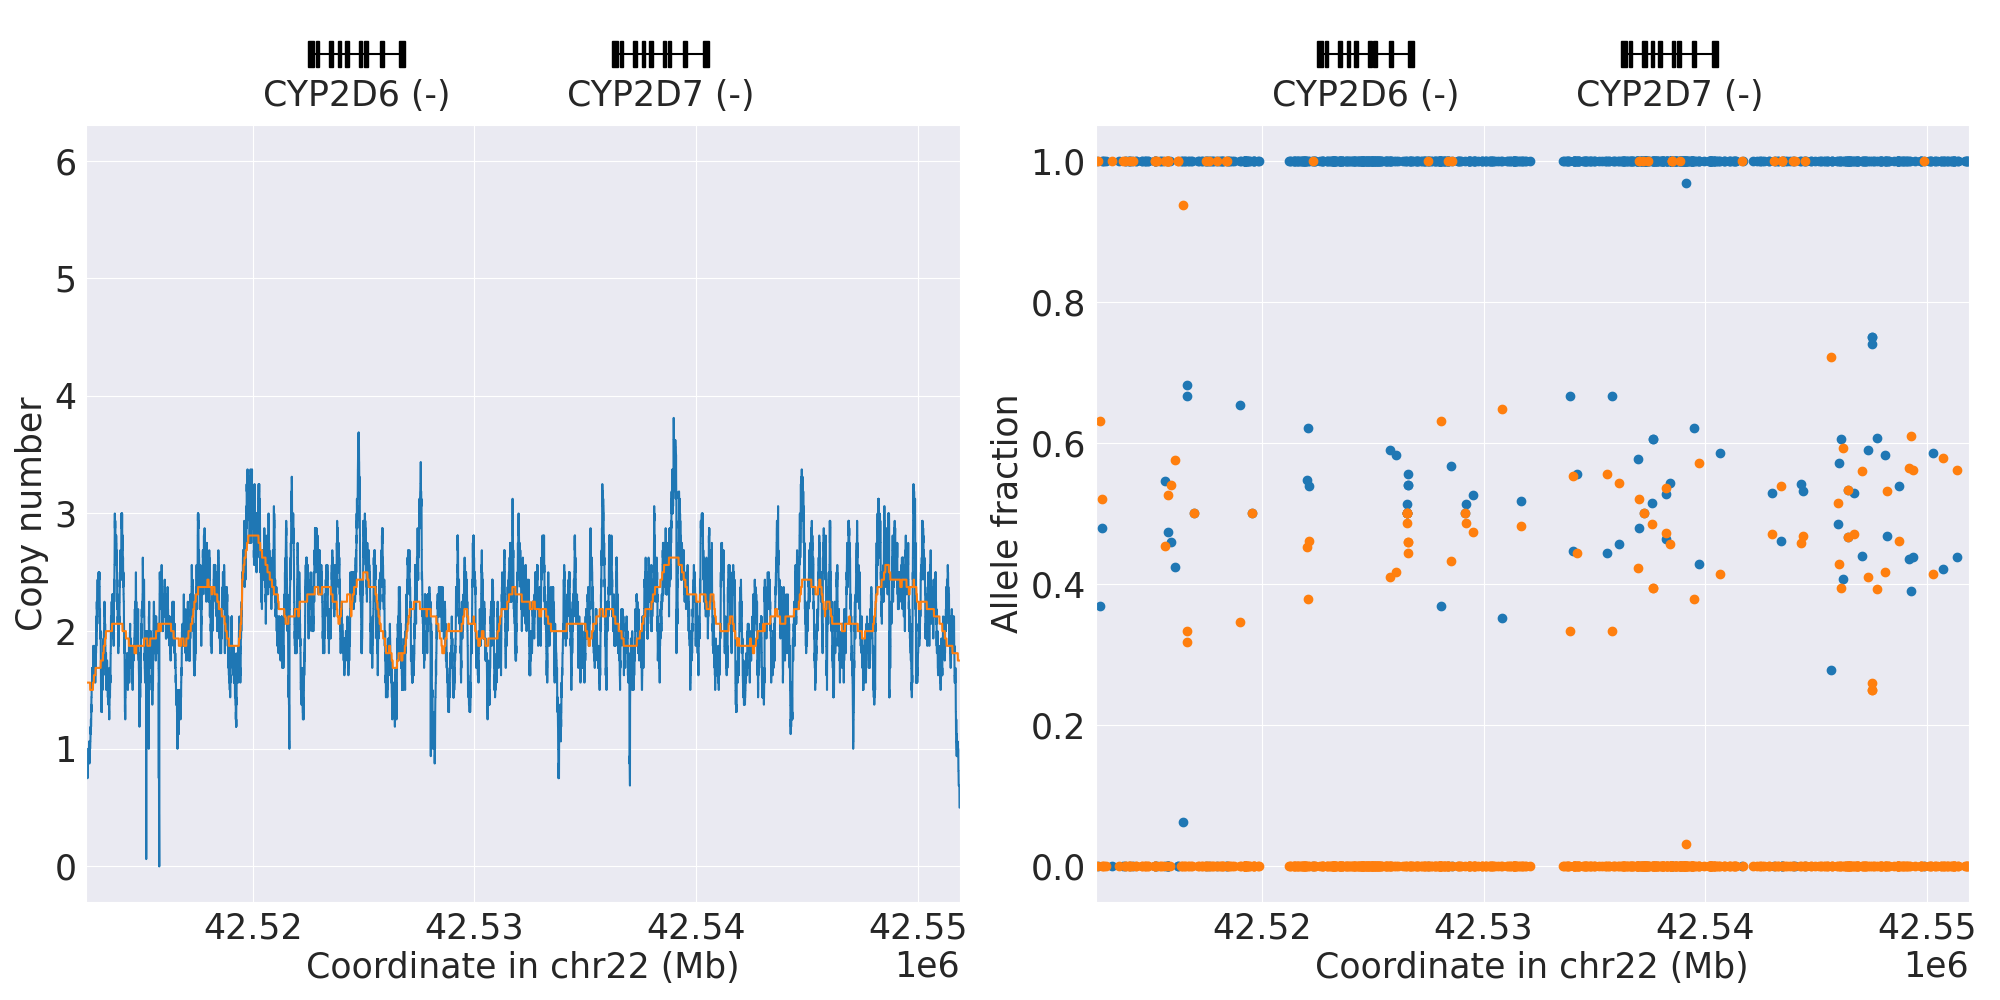 CYP2D6 (-)
CYP2D7 (-)
6
5
4
3
2
1
0
Copy number
42.52
42.53
42.54
42.55
Coordinate in chr22 (Mb)
1e6
CYP2D6 (-)
CYP2D7 (-)
1.0
0.8
0.6
0.4
0.2
0.0
Allele fraction
42.52
42.53
42.54
42.55
Coordinate in chr22 (Mb)
1e6